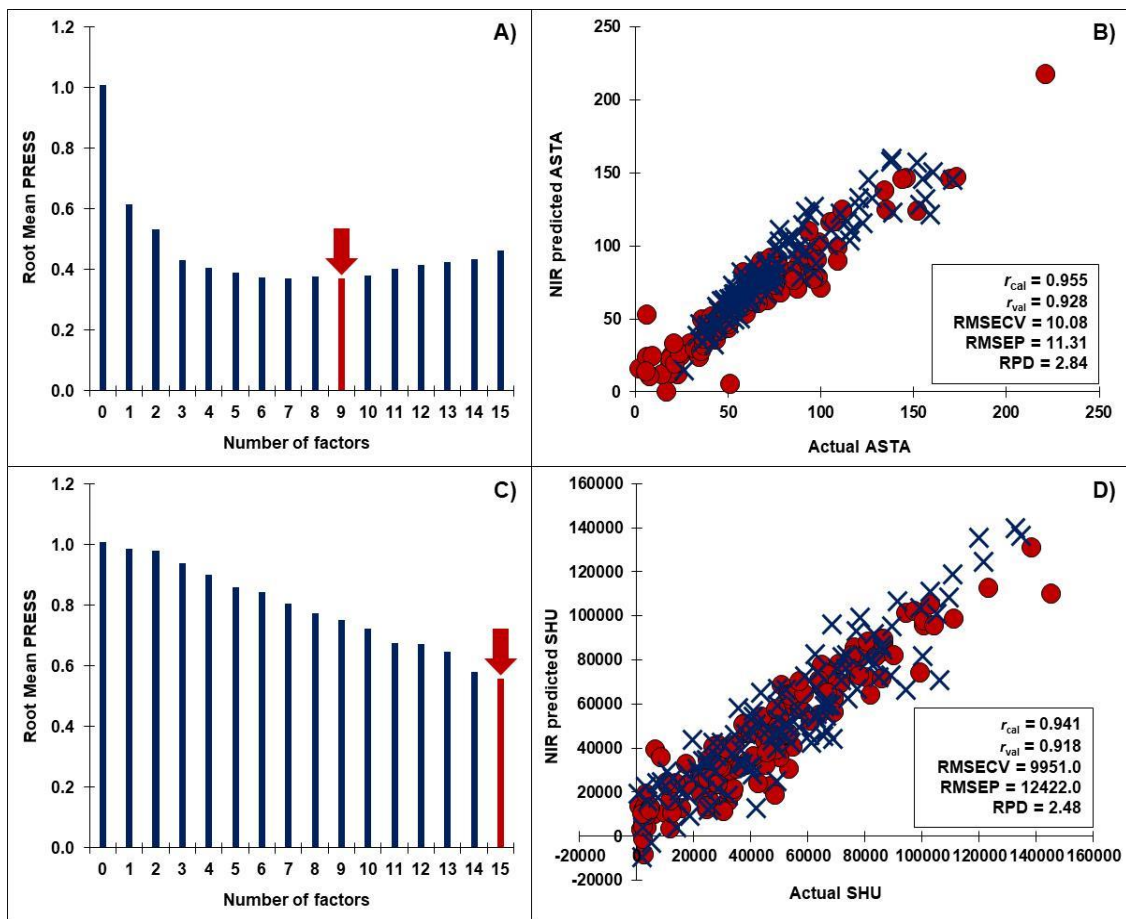 A)
Root Mean PRESS
1.2
1.0
0.8
0.6
0.4
0.2
0.0
0 1 2 3 4 5 6 7 8 9 10 11 12 13 14 15
Number of factors
B)
NIR predicted ASTA
250
200
150
100
50
0
0 50 100 150 200 250
Actual ASTA
rcal = 0.955
rval = 0.928
RMSECV = 10.08
RMSEP = 11.31
RPD = 2.84
C)
Root Mean PRESS
1.2
1.0
0.8
0.6
0.4
0.2
0.0
0 1 2 3 4 5 6 7 8 9 10 11 12 13 14 15
Number of factors
D)
NIR predicted SHU
160000
140000
120000
100000
80000
60000
40000
20000
0
-20000
-20000 0 20000 40000 60000 80000 100000 120000 140000 160000
Actual SHU
rcal = 0.941
rval = 0.918
RMSECV = 9951.0
RMSEP = 12422.0
RPD = 2.48